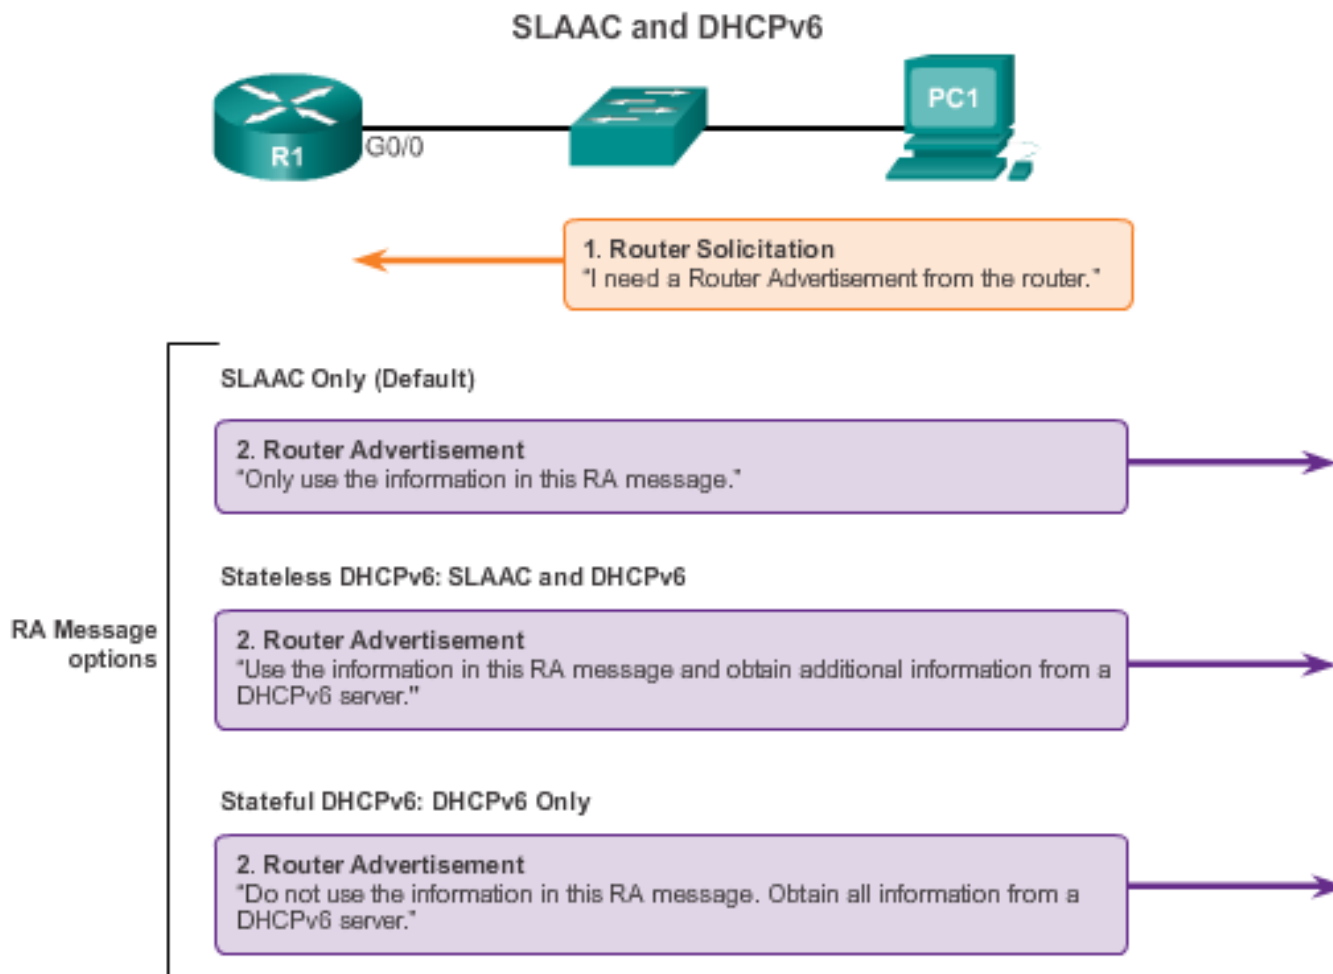 SLAAC and DHCPv6
R1
G0/0
PC1
1. Router Solicitation
"I need a Router Advertisement from the router."
SLAAC Only (Default)
2. Router Advertisement
"Only use the information in this RA message."
Stateless DHCPv6: SLAAC and DHCPv6
RA Message
options
2. Router Advertisement
"Use the information in this RA message and obtain additional information from a
DHCPv6 server."
Stateful DHCPv6: DHCPv6 Only
2. Router Advertisement
"Do not use the information in this RA message. Obtain all information from a
DHCPv6 server."